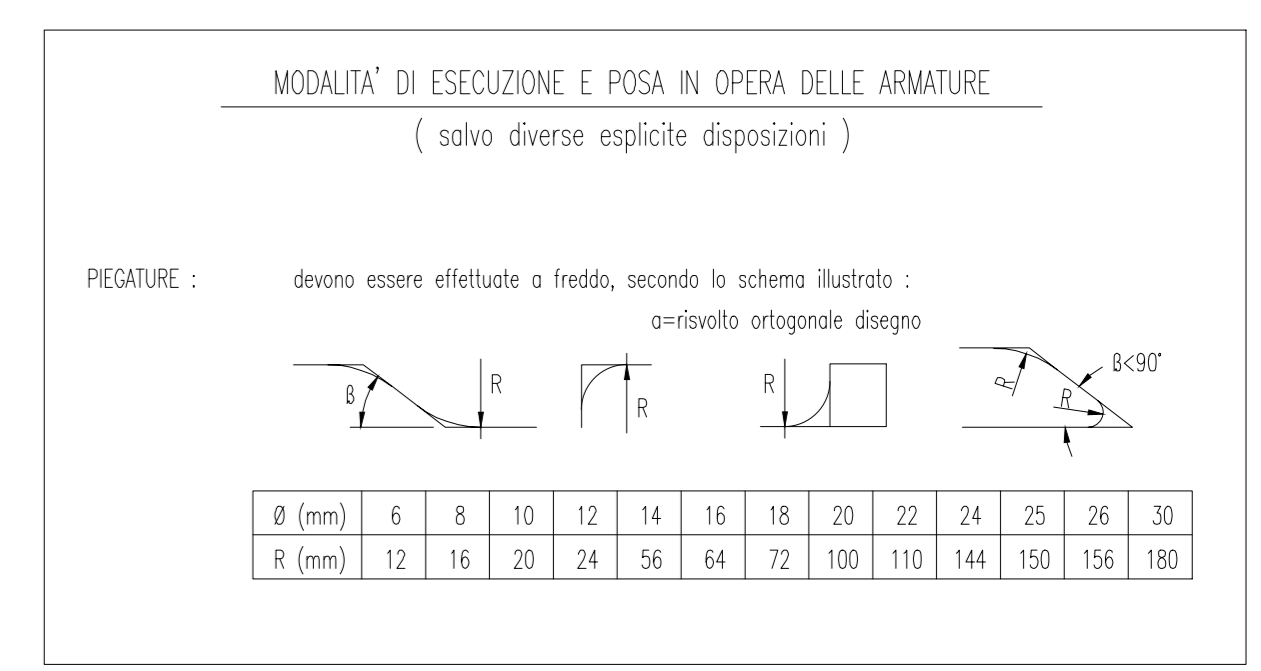 MODALITA' DI ESECUZIONE E POSA IN OPERA DELLE ARMATURE
( salvo diverse esplicite disposizioni )
PIEGATURE : devono essere effettuate a freddo, secondo lo schema illustrato :
a=risvolto ortogonale disegno
ß R R R R R ß<90°
Ø (mm) 6 8 10 12 14 16 18 20 22 24 25 26 30
R (mm) 12 16 20 24 56 64 72 100 110 144 150 156 180